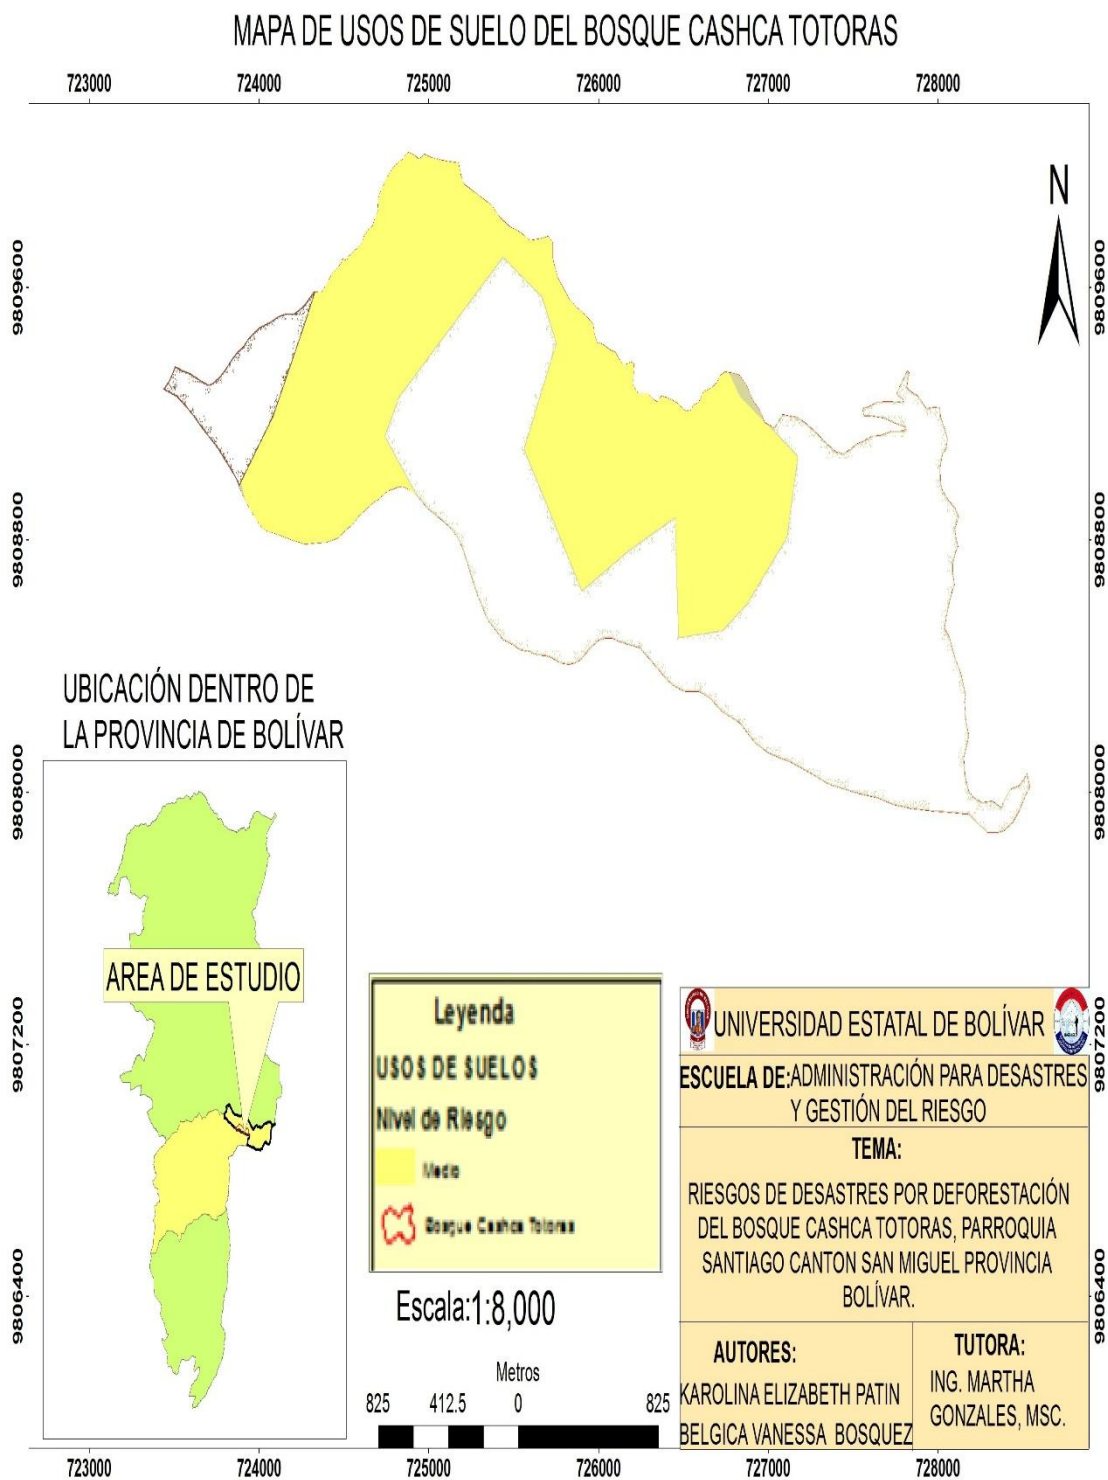 MAPA DE USOS DE SUELO DEL BOSQUE CASHCA TOTORAS
723000 724000 725000 726000 727000 728000
N
9809600 9809600
9808800 9808800
UBICACIÓN DENTRO DE
LA PROVINCIA DE BOLÍVAR
9808000 9808000
AREA DE ESTUDIO
9807200 9807200
Leyenda
USOS DE SUELOS
Nivel de Riesgo
Medio
Bosque Cashca Totoras
Escala:1:8,000
Metros
825 412.5 0 825
UNIVERSIDAD ESTATAL DE BOLÍVAR
ESCUELA DE:ADMINISTRACIÓN PARA DESASTRES
Y GESTIÓN DEL RIESGO
TEMA:
RIESGOS DE DESASTRES POR DEFORESTACIÓN
DEL BOSQUE CASHCA TOTORAS, PARROQUIA
SANTIAGO CANTON SAN MIGUEL PROVINCIA
BOLÍVAR.
9806400 9806400
AUTORES:
KAROLINA ELIZABETH PATIN
BELGICA VANESSA BOSQUEZ
TUTORA:
ING. MARTHA
GONZALES, MSC.
723000 724000 725000 726000 727000 728000